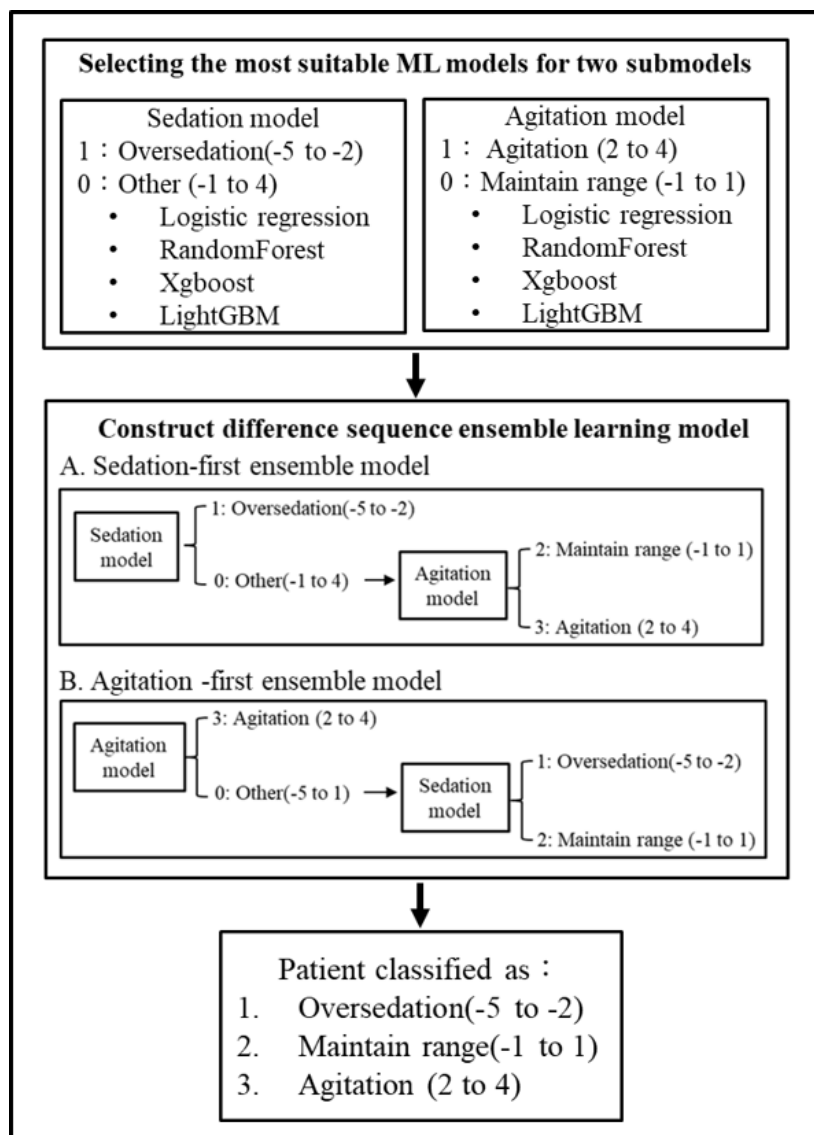 Selecting the most suitable ML models for two submodels
Sedation model
1：Oversedation(-5 to -2)
0：Other (-1 to 4)
• Logistic regression
• RandomForest
• Xgboost
• LightGBM
Agitation model
1： Agitation (2 to 4)
0：Maintain range (-1 to 1)
• Logistic regression
• RandomForest
• Xgboost
• LightGBM
Construct difference sequence ensemble learning model
A. Sedation-first ensemble model
Sedation
model
1: Oversedation(-5 to -2)
0: Other(-1 to 4)
Agitation
model
2: Maintain range (-1 to 1)
3: Agitation (2 to 4)
B. Agitation -first ensemble model
Agitation
model
3: Agitation (2 to 4)
0: Other(-5 to 1)
Sedation
model
1: Oversedation(-5 to -2)
2: Maintain range (-1 to 1)
Patient classified as：
1. Oversedation(-5 to -2)
2. Maintain range(-1 to 1)
3. Agitation (2 to 4)